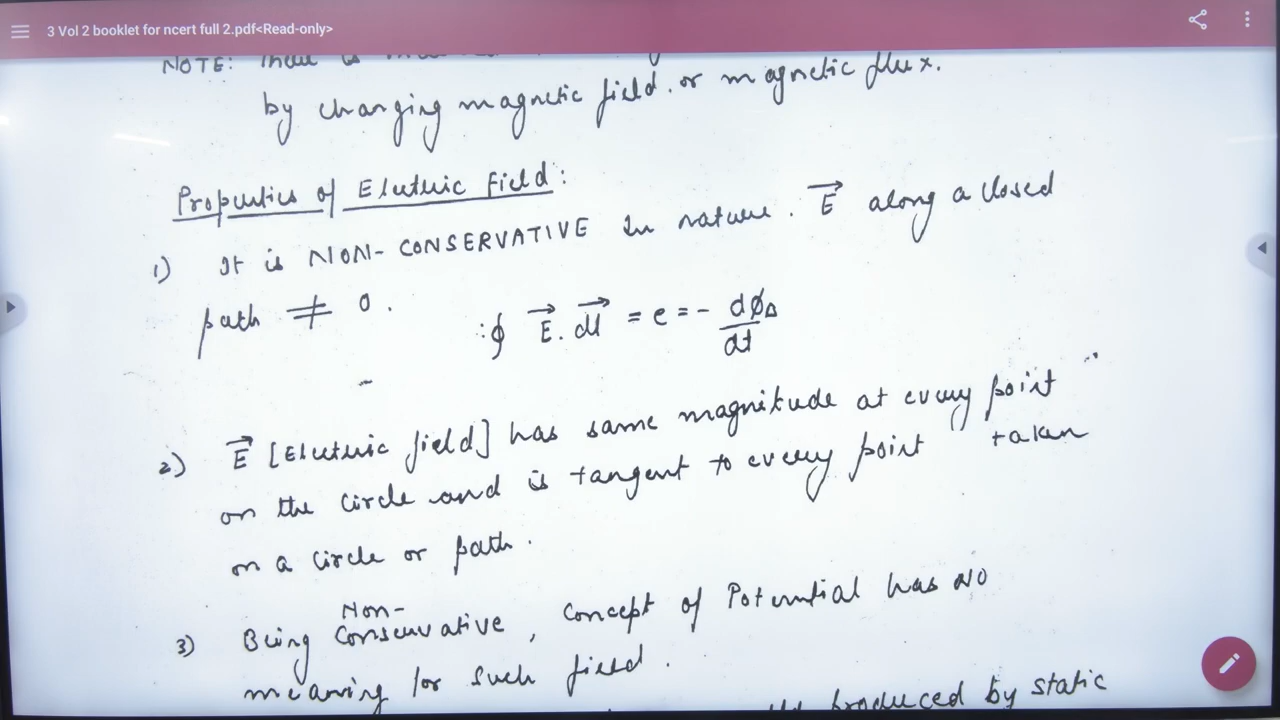 3 Vol 2 booklet for ncert full 2.pdf<Read-only>
NOTE:
by changing magnetic field. or magnetic flux.
Properties of Electric Field:
1) It is NON-CONSERVATIVE in nature. E⃗ along a closed
path ≠ 0.
∵ ∮ E⃗. dl⃗ = e = - dϕB/dt
2) E⃗ [Electric field] has same magnitude at every point
on the circle and is tangent to every point taken
on a circle or path.
Non-
3) Being conservative, concept of Potential has no
meaning for such field.
produced by static